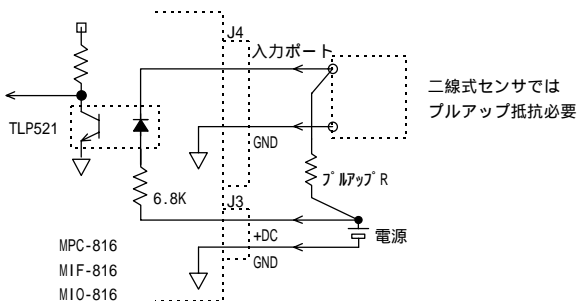 J4
入力ポート
二線式センサでは
プルアップ抵抗必要
TLP521
GND
プルアップR
6.8K
J3
+DC
電源
GND
MPC-816
MIF-816
MIO-816